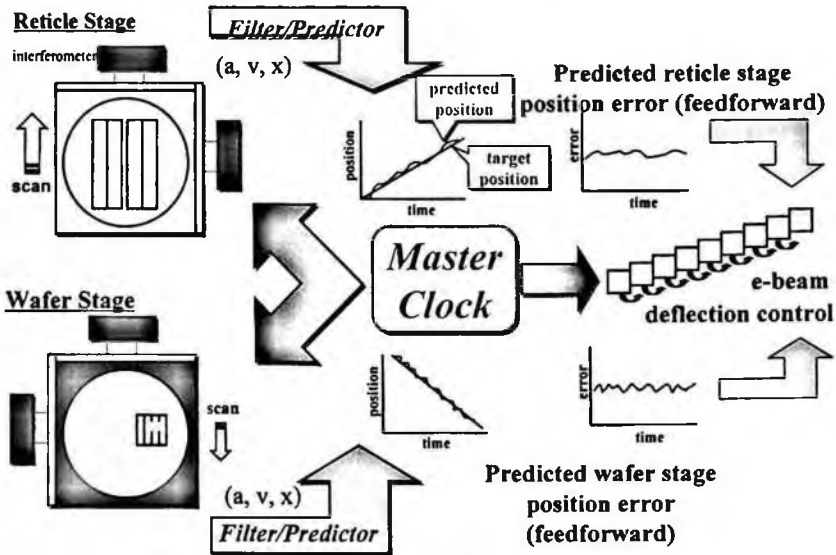 Reticle Stage
interferometer
scan
Filter/Predictor
(a, v, x)
predicted
position
target
position
position
time
Predicted reticle stage
position error (feedforward)
error
time
Master
Clock
e-beam
deflection control
Wafer Stage
scan
position
time
error
time
(a, v, x)
Filter/Predictor
Predicted wafer stage
position error
(feedforward)